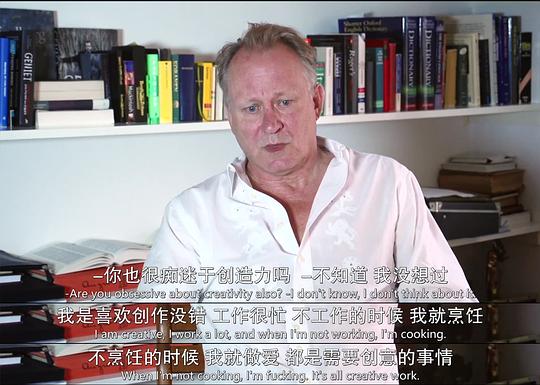 GENET
DICTIONARY
DICTIONARY
–你也很痴迷于创造力吗 –不知道 我没想过
-Are you obsessive about creativity also? -I don't know, I don't think about it.
我是喜欢创作没错 工作很忙 不工作的时候 我就烹饪
I am creative, I work a lot, and when I'm not working, I'm cooking.
不烹饪的时候 我就做爱 都是需要创意的事情
When I'm not cooking, I'm fucking. It's all creative work.